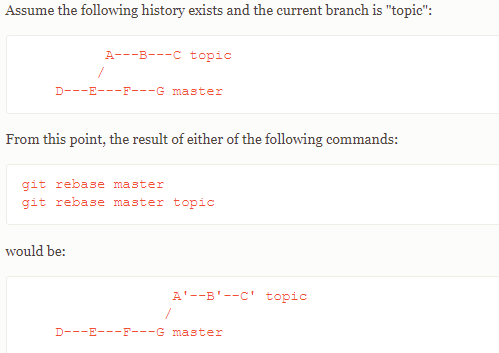 Assume the following history exists and the current branch is "topic":
A---B---C topic
/
D---E---F---G master
From this point, the result of either of the following commands:
git rebase master
git rebase master topic
would be:
A'--B'--C' topic
/
D---E---F---G master